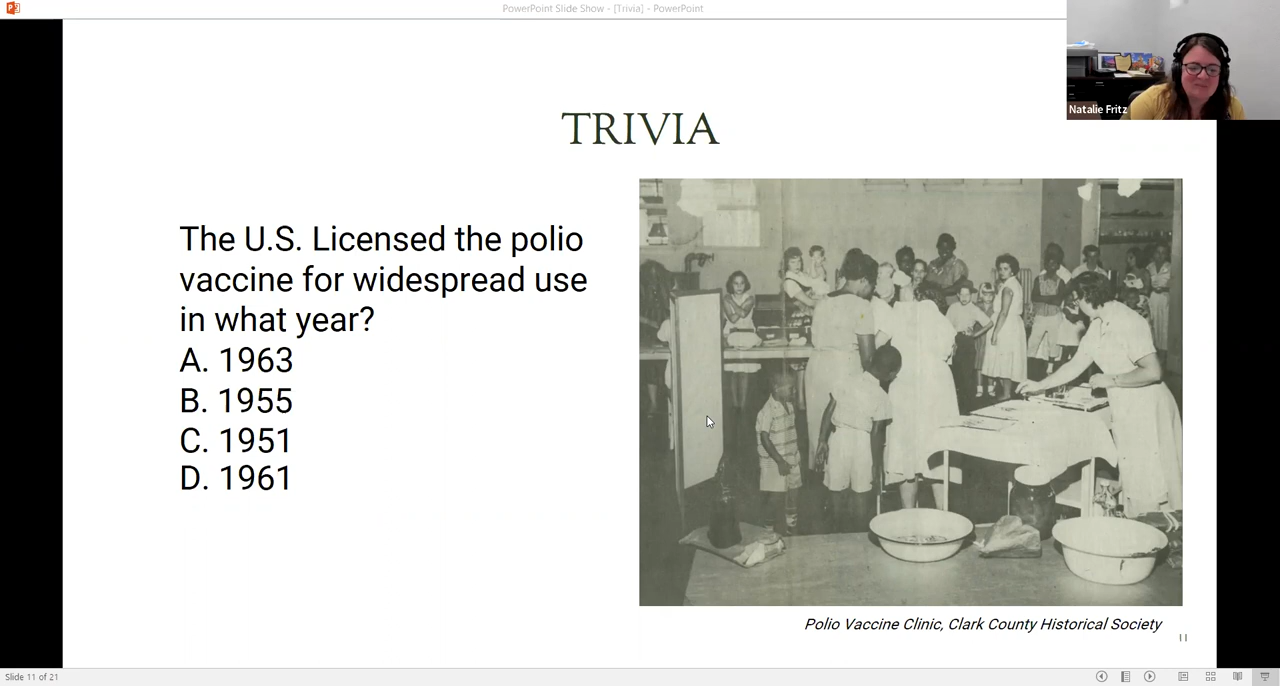 PowerPoint Slide Show - [Trivia] - PowerPoint
Natalie Fritz
TRIVIA
The U.S. Licensed the polio
vaccine for widespread use
in what year?
A. 1963
B. 1955
C. 1951
D. 1961
Polio Vaccine Clinic, Clark County Historical Society
11
Slide 11 of 21